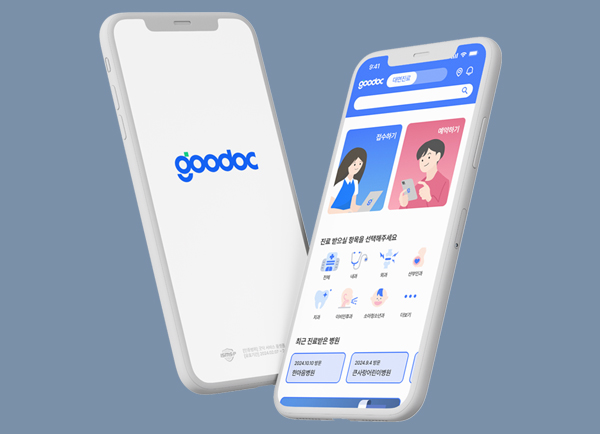 goodoc
9:41
goodoc
대면진료
접수하기
예약하기
진료 받으실 항목을 선택해주세요
전체
내과
외과
산부인과
치과
이비인후과
소아청소년과
더보기
최근 진료받은 병원
2024.10.10 방문
한마음병원
2024.9.4 방문
큰사랑어린이병원